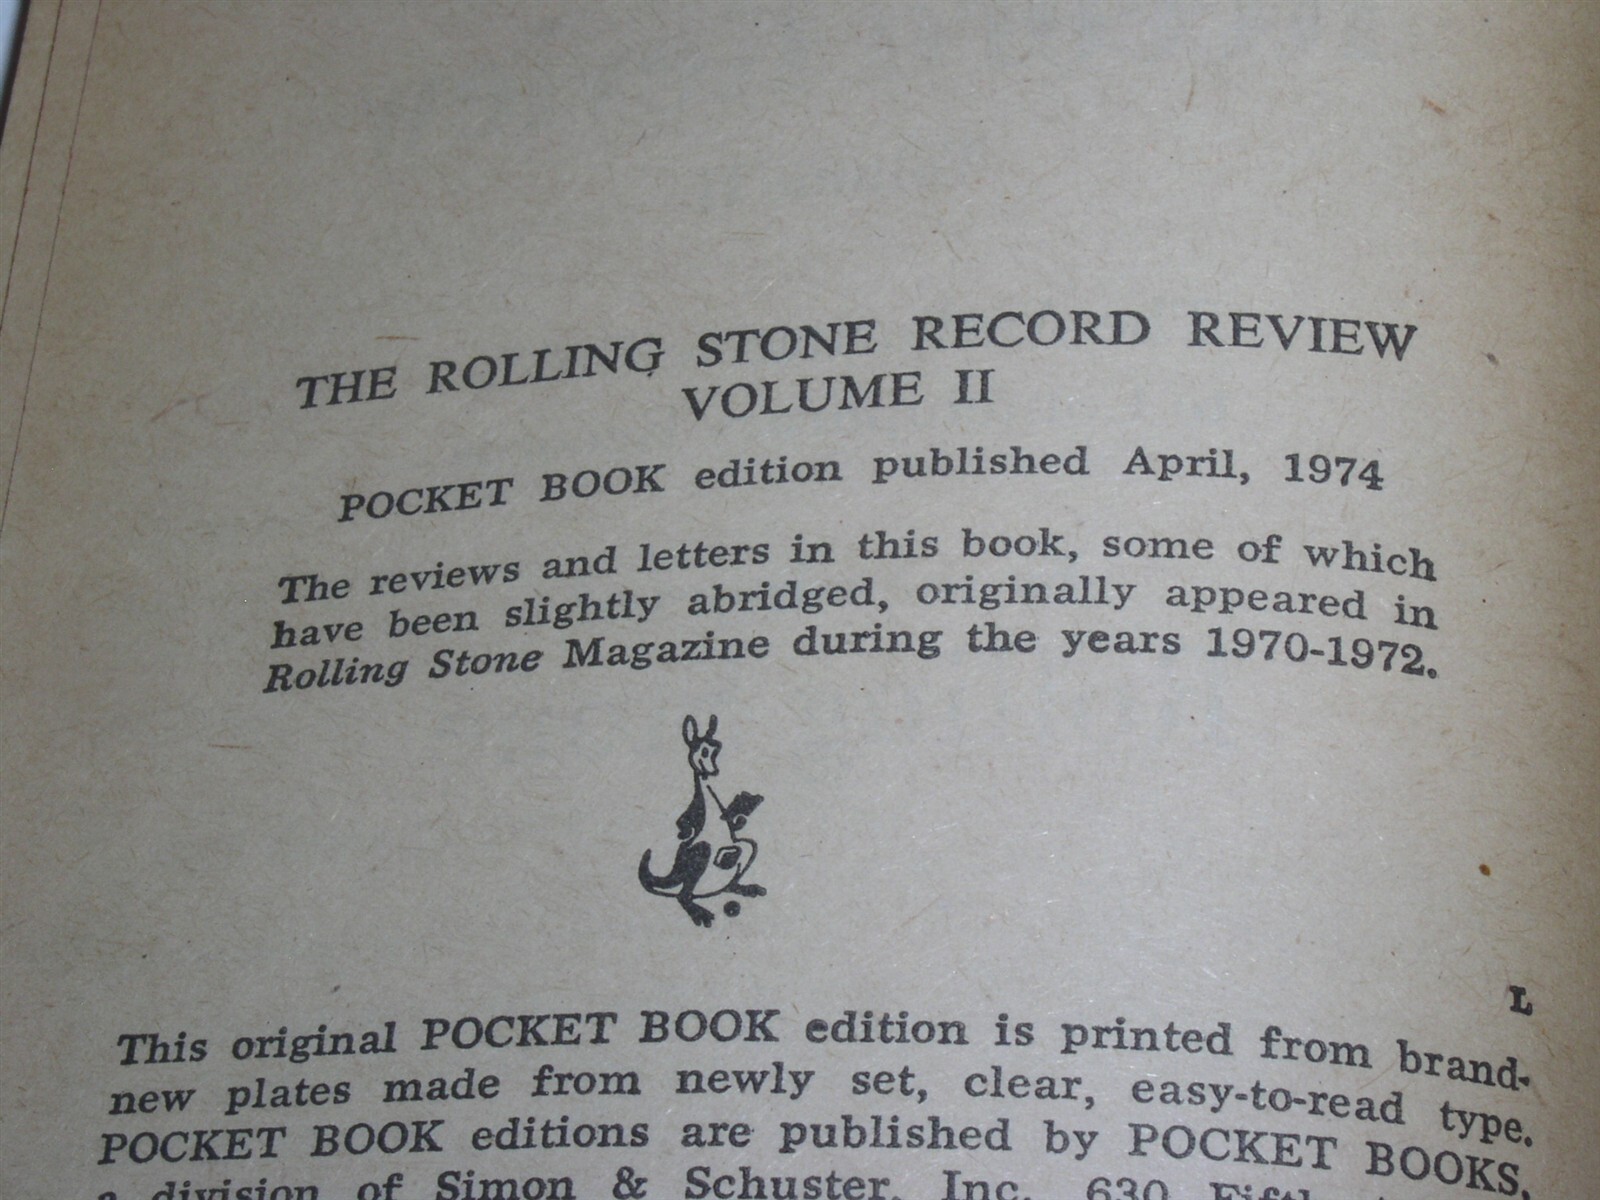 THE ROLLING STONE RECORD REVIEW
VOLUME II
POCKET BOOK edition published April, 1974
The reviews and letters in this book, some of which
have been slightly abridged, originally appeared in
Rolling Stone Magazine during the years 1970-1972.
L
This original POCKET BOOK edition is printed from brand-
new plates made from newly set, clear, easy-to-read type.
POCKET BOOK editions are published by POCKET BOOKS,
a division of Simon & Schuster, Inc., 630 Fifth